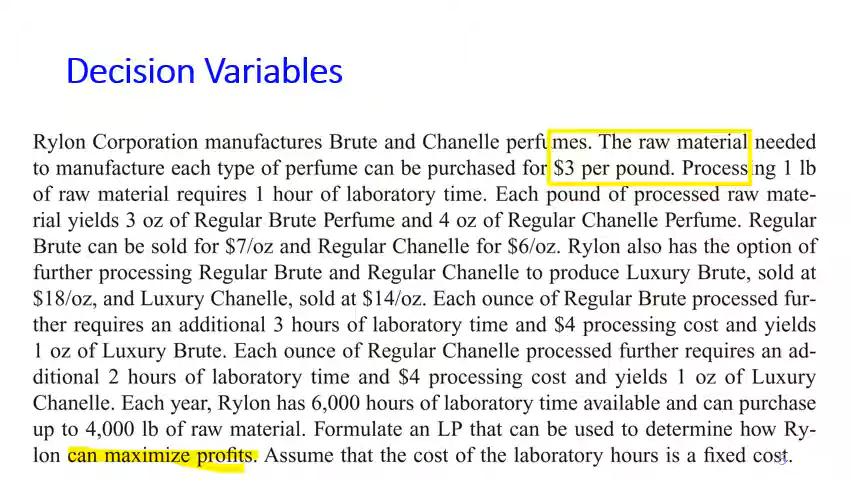 Decision Variables
Rylon Corporation manufactures Brute and Chanelle perfumes. The raw material needed
to manufacture each type of perfume can be purchased for $3 per pound. Processing 1 lb
of raw material requires 1 hour of laboratory time. Each pound of processed raw mate-
rial yields 3 oz of Regular Brute Perfume and 4 oz of Regular Chanelle Perfume. Regular
Brute can be sold for $7/oz and Regular Chanelle for $6/oz. Rylon also has the option of
further processing Regular Brute and Regular Chanelle to produce Luxury Brute, sold at
$18/oz, and Luxury Chanelle, sold at $14/oz. Each ounce of Regular Brute processed fur-
ther requires an additional 3 hours of laboratory time and $4 processing cost and yields
1 oz of Luxury Brute. Each ounce of Regular Chanelle processed further requires an ad-
ditional 2 hours of laboratory time and $4 processing cost and yields 1 oz of Luxury
Chanelle. Each year, Rylon has 6,000 hours of laboratory time available and can purchase
up to 4,000 lb of raw material. Formulate an LP that can be used to determine how Ry-
lon can maximize profits. Assume that the cost of the laboratory hours is a fixed cost.